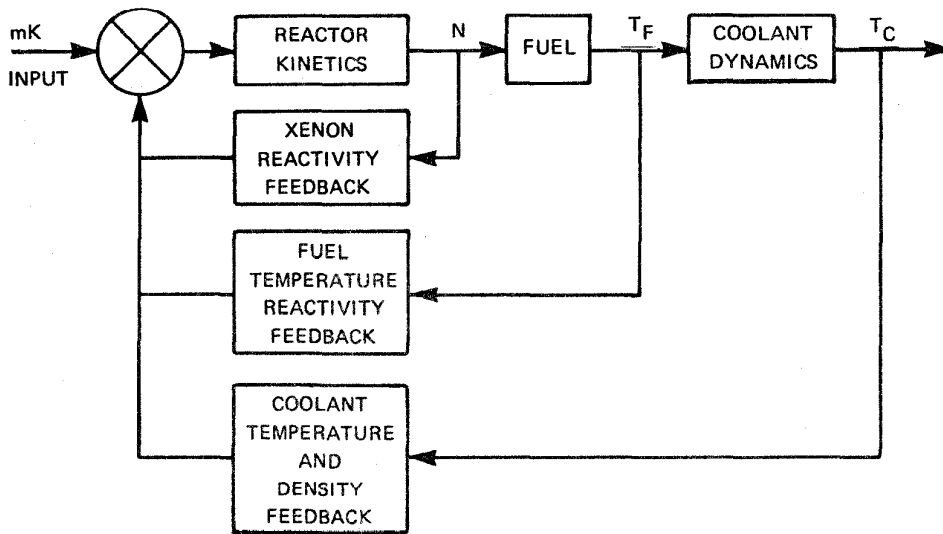 mK
INPUT
REACTOR
KINETICS
N
FUEL
T_F
COOLANT
DYNAMICS
T_C
XENON
REACTIVITY
FEEDBACK
FUEL
TEMPERATURE
REACTIVITY
FEEDBACK
COOLANT
TEMPERATURE
AND
DENSITY
FEEDBACK